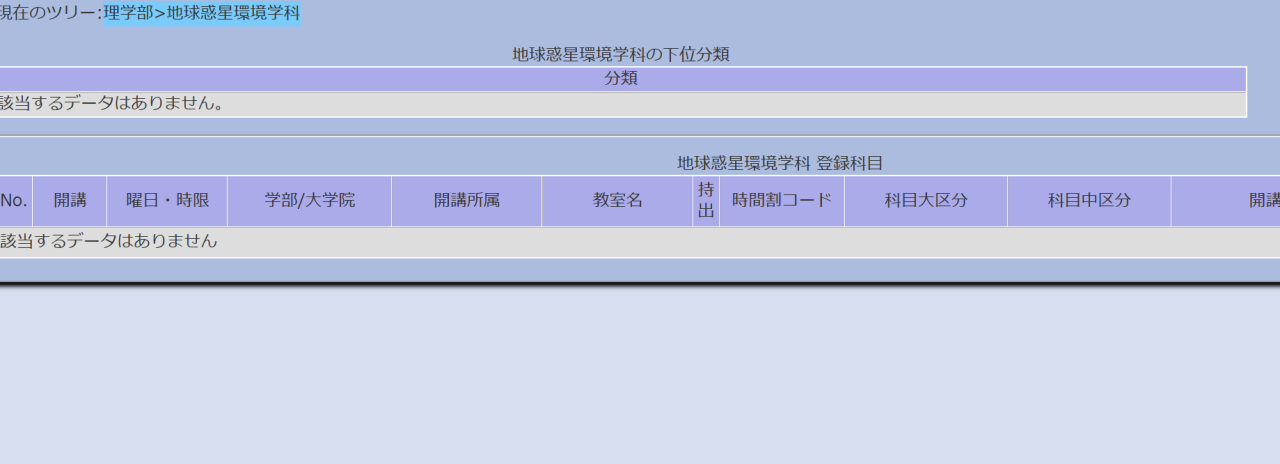 現在のツリー:理学部>地球惑星環境学科
地球惑星環境学科の下位分類
分類
該当するデータはありません。
地球惑星環境学科 登録科目
No. 開講 曜日・時限 学部/大学院 開講所属 教室名 持出 時間割コード 科目大区分 科目中区分 開講
該当するデータはありません